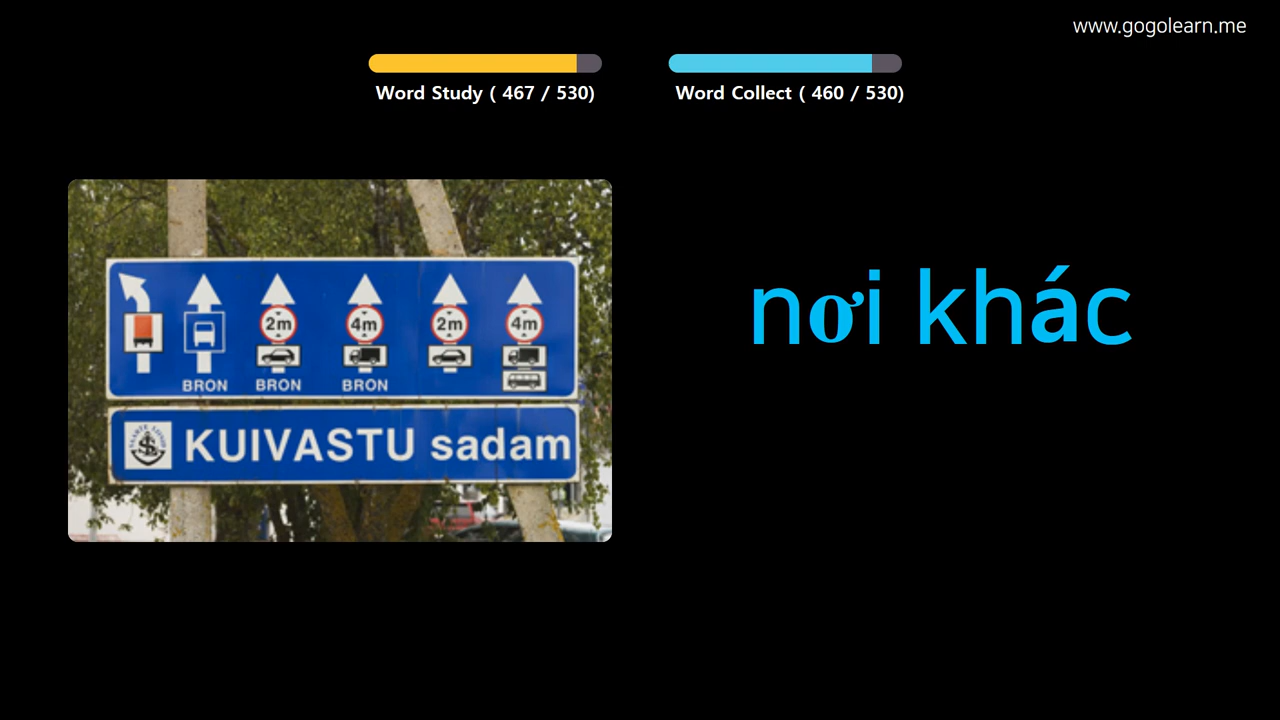 www.gogolearn.me
Word Study ( 467 / 530)
Word Collect ( 460 / 530)
nơi khác
2m 4m 2m 4m
BRON BRON BRON
KUIVASTU sadam